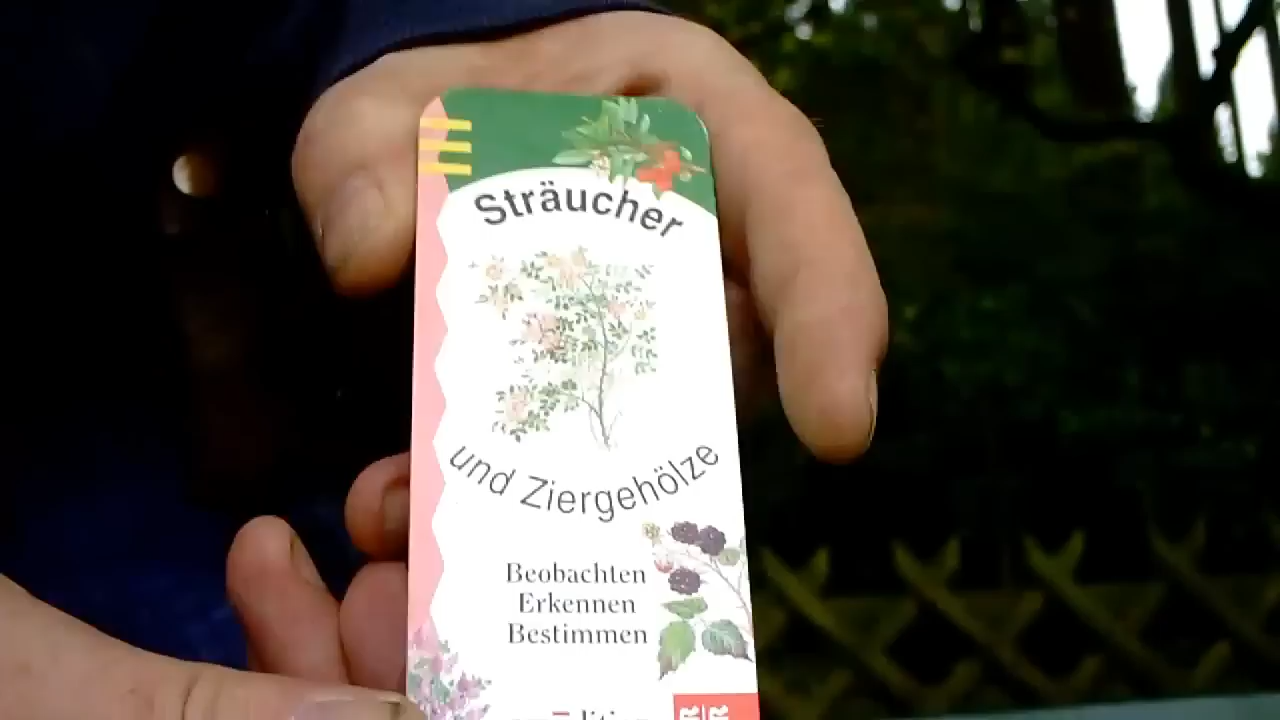 Sträucher
und Ziergehölze
Beobachten
Erkennen
Bestimmen